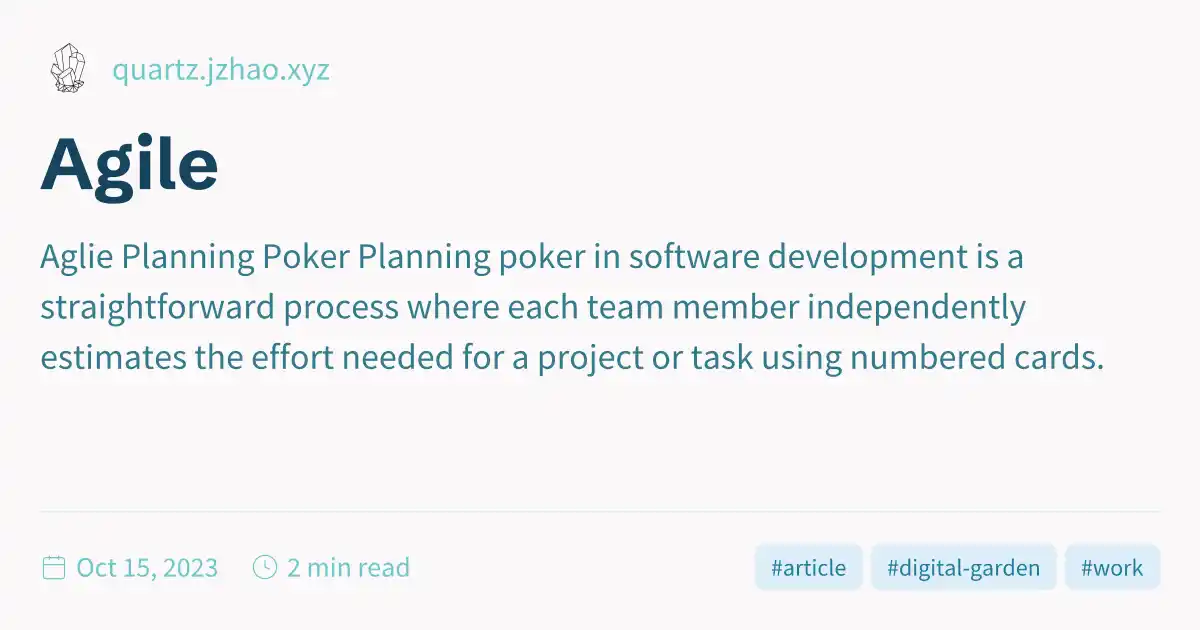 quartz.jzhao.xyz
Agile
Aglie Planning Poker Planning poker in software development is a
straightforward process where each team member independently
estimates the effort needed for a project or task using numbered cards.
Oct 15, 2023 2 min read #article #digital-garden #work